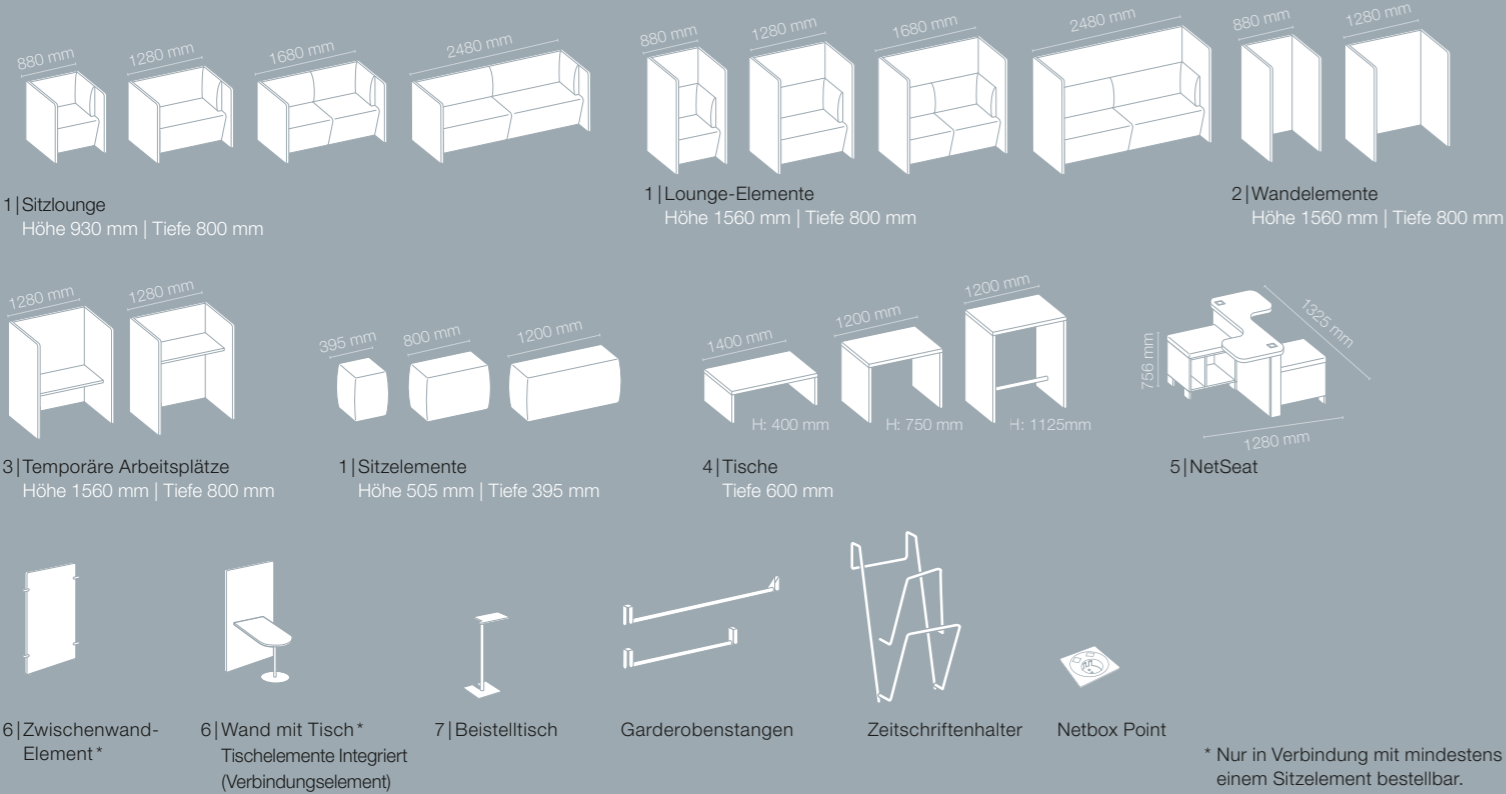 880 mm
1280 mm
1680 mm
2480 mm
1|Sitzlounge
Höhe 930 mm | Tiefe 800 mm
880 mm
1280 mm
1680 mm
2480 mm
1|Lounge-Elemente
Höhe 1560 mm | Tiefe 800 mm
880 mm
1280 mm
2|Wandelemente
Höhe 1560 mm | Tiefe 800 mm
1280 mm
1280 mm
3|Temporäre Arbeitsplätze
Höhe 1560 mm | Tiefe 800 mm
395 mm
800 mm
1200 mm
1|Sitzelemente
Höhe 505 mm | Tiefe 395 mm
1400 mm
1200 mm
1200 mm
H: 400 mm
H: 750 mm
H: 1125mm
4|Tische
Tiefe 600 mm
756 mm
1325 mm
1280 mm
5|NetSeat
6|Zwischenwand-
Element*
6|Wand mit Tisch*
Tischelemente Integriert
(Verbindungselement)
7|Beistelltisch
Garderobenstangen
Zeitschriftenhalter
Netbox Point
* Nur in Verbindung mit mindestens
einem Sitzelement bestellbar.